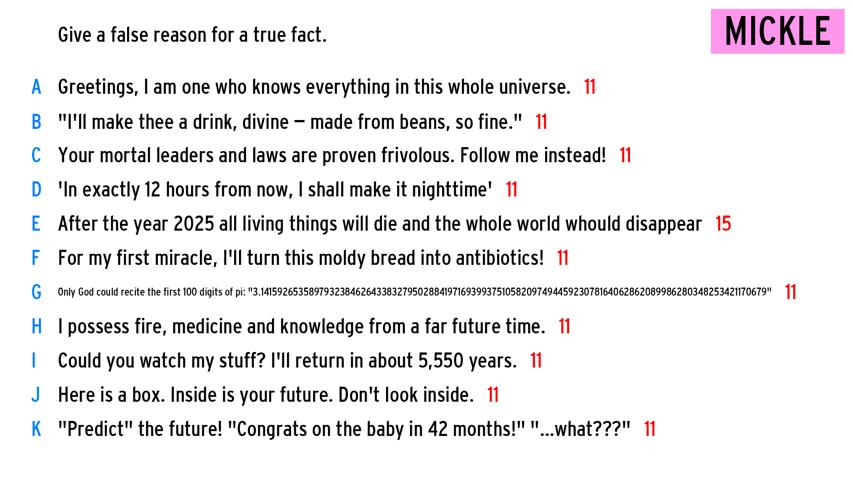 Give a false reason for a true fact.
MICKLE
A Greetings, I am one who knows everything in this whole universe. 11
B "I'll make thee a drink, divine – made from beans, so fine." 11
C Your mortal leaders and laws are proven frivolous. Follow me instead! 11
D 'In exactly 12 hours from now, I shall make it nighttime' 11
E After the year 2025 all living things will die and the whole world whould disappear 15
F For my first miracle, I'll turn this moldy bread into antibiotics! 11
G Only God could recite the first 100 digits of pi: "3.1415926535897932384626433832795028841971693993751058209749445923078164062862089986280348253421170679" 11
H I possess fire, medicine and knowledge from a far future time. 11
I Could you watch my stuff? I'll return in about 5,550 years. 11
J Here is a box. Inside is your future. Don't look inside. 11
K "Predict" the future! "Congrats on the baby in 42 months!" "...what???" 11